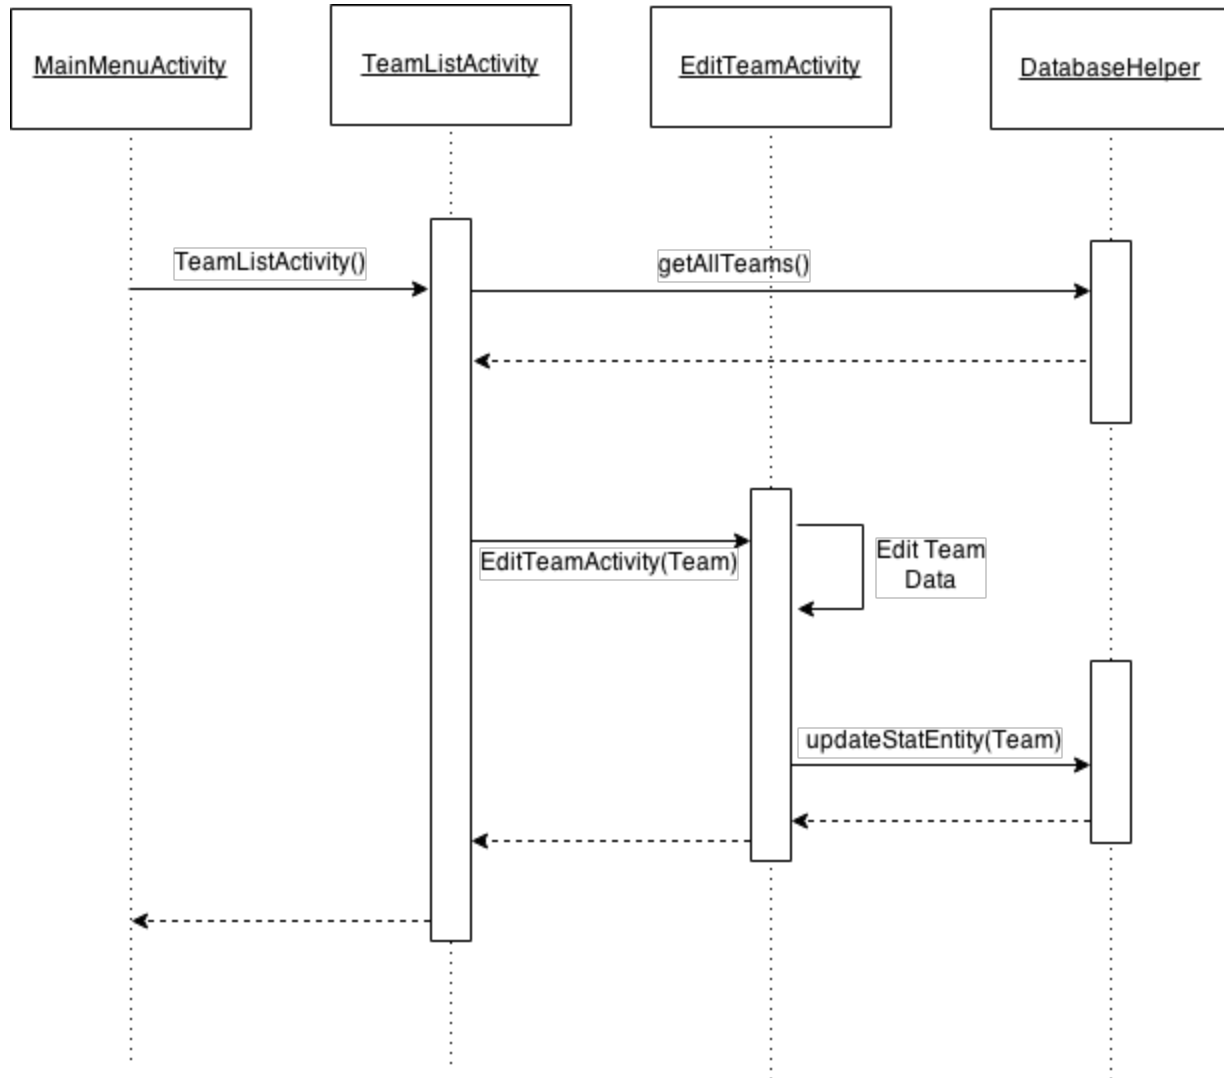 MainMenuActivity
TeamListActivity
EditTeamActivity
DatabaseHelper
TeamListActivity()
getAllTeams()
EditTeamActivity(Team)
Edit Team
Data
updateStatEntity(Team)